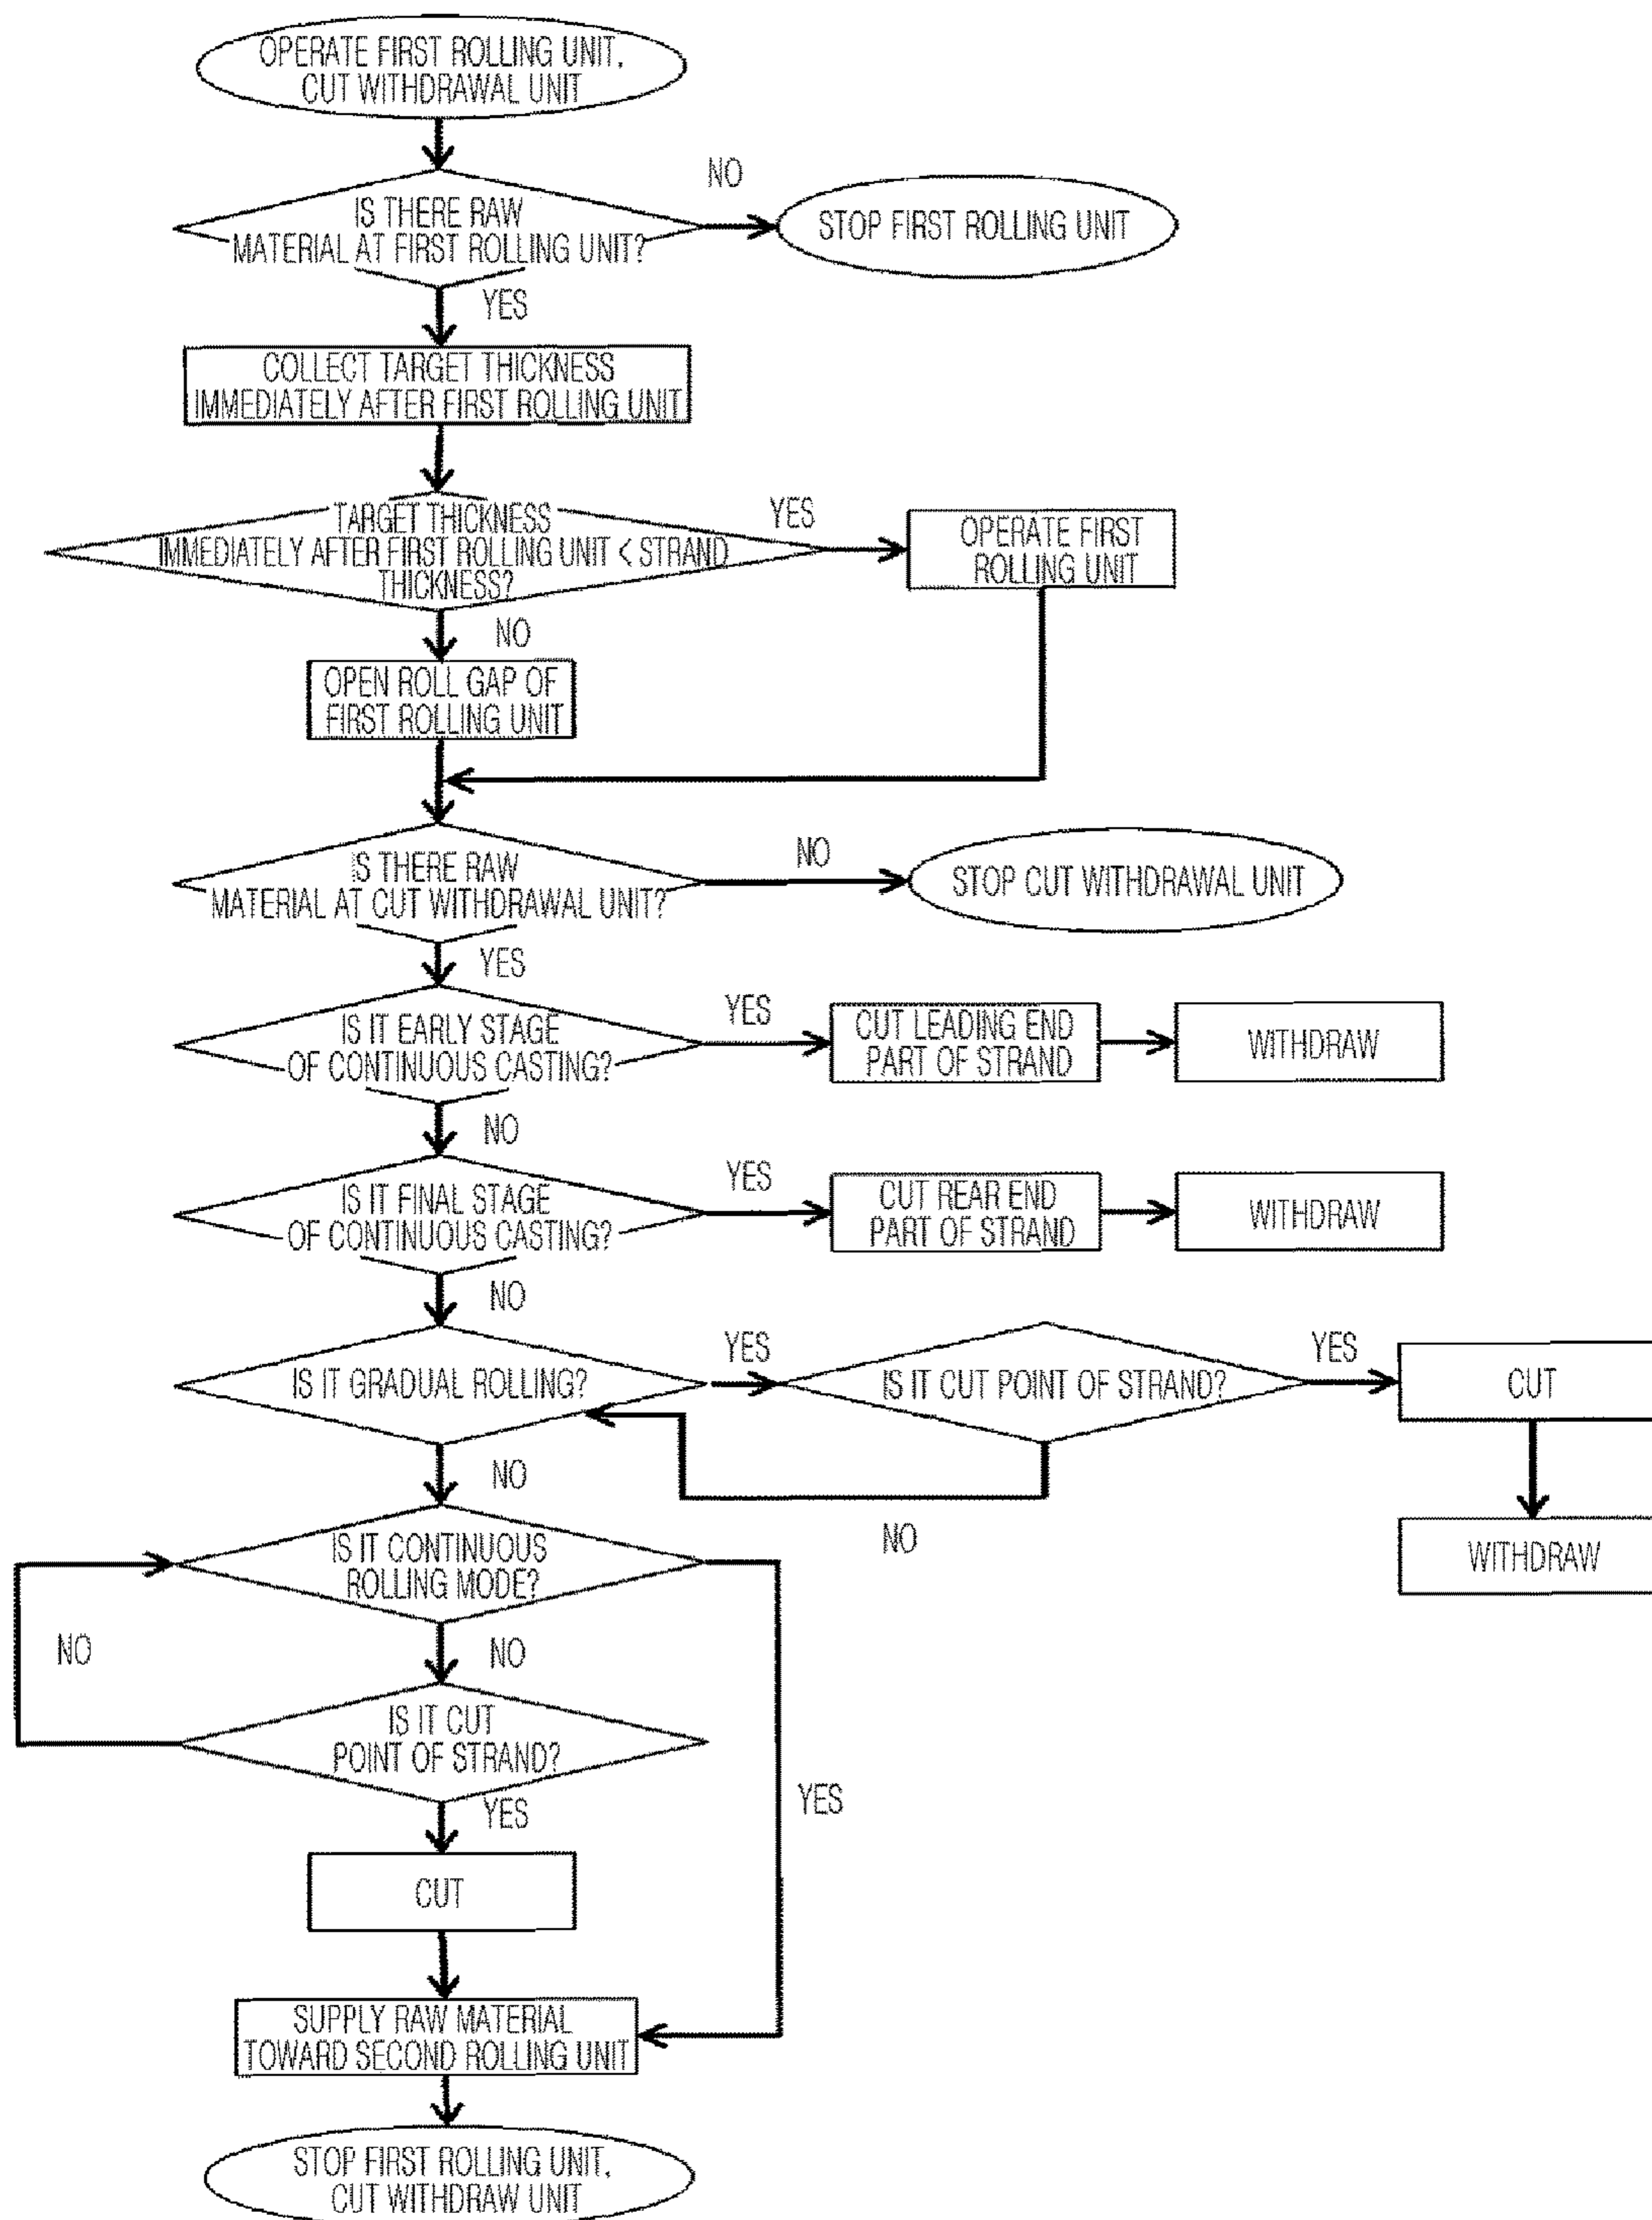 OPERATE FIRST ROLLING UNIT,
CUT WITHDRAWAL UNIT
NO
IS THERE RAW
MATERIAL AT FIRST ROLLING UNIT?
STOP FIRST ROLLING UNIT
YES
COLLECT TARGET THICKNESS
IMMEDIATELY AFTER FIRST ROLLING UNIT
TARGET THICKNESS
IMMEDIATELY AFTER FIRST ROLLING UNIT < STRAND
THICKNESS?
YES
OPERATE FIRST
ROLLING UNIT
NO
OPEN ROLL GAP OF
FIRST ROLLING UNIT
IS THERE RAW
MATERIAL AT CUT WITHDRAWAL UNIT?
NO
STOP CUT WITHDRAWAL UNIT
YES
IS IT EARLY STAGE
OF CONTINUOUS CASTING?
YES
CUT LEADING END
PART OF STRAND
WITHDRAW
NO
IS IT FINAL STAGE
OF CONTINUOUS CASTING?
YES
CUT REAR END
PART OF STRAND
WITHDRAW
NO
IS IT GRADUAL ROLLING?
YES
IS IT CUT POINT OF STRAND?
YES
CUT
NO
NO
WITHDRAW
IS IT CONTINUOUS
ROLLING MODE?
NO
NO
IS IT CUT
POINT OF STRAND?
YES
YES
CUT
SUPPLY RAW MATERIAL
TOWARD SECOND ROLLING UNIT
STOP FIRST ROLLING UNIT,
CUT WITHDRAW UNIT